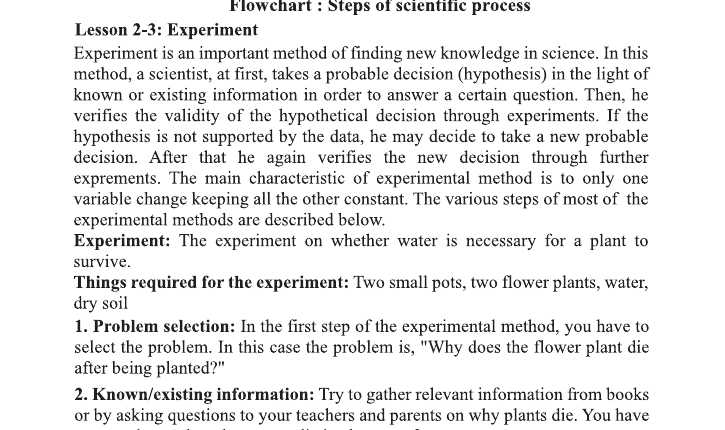 Flowchart : Steps of scientific process
Lesson 2-3: Experiment
Experiment is an important method of finding new knowledge in science. In this
method, a scientist, at first, takes a probable decision (hypothesis) in the light of
known or existing information in order to answer a certain question. Then, he
verifies the validity of the hypothetical decision through experiments. If the
hypothesis is not supported by the data, he may decide to take a new probable
decision. After that he again verifies the new decision through further
exprements. The main characteristic of experimental method is to only one
variable change keeping all the other constant. The various steps of most of the
experimental methods are described below.
Experiment: The experiment on whether water is necessary for a plant to
survive.
Things required for the experiment: Two small pots, two flower plants, water,
dry soil
1. Problem selection: In the first step of the experimental method, you have to
select the problem. In this case the problem is, "Why does the flower plant die
after being planted?"
2. Known/existing information: Try to gather relevant information from books
or by asking questions to your teachers and parents on why plants die. You have